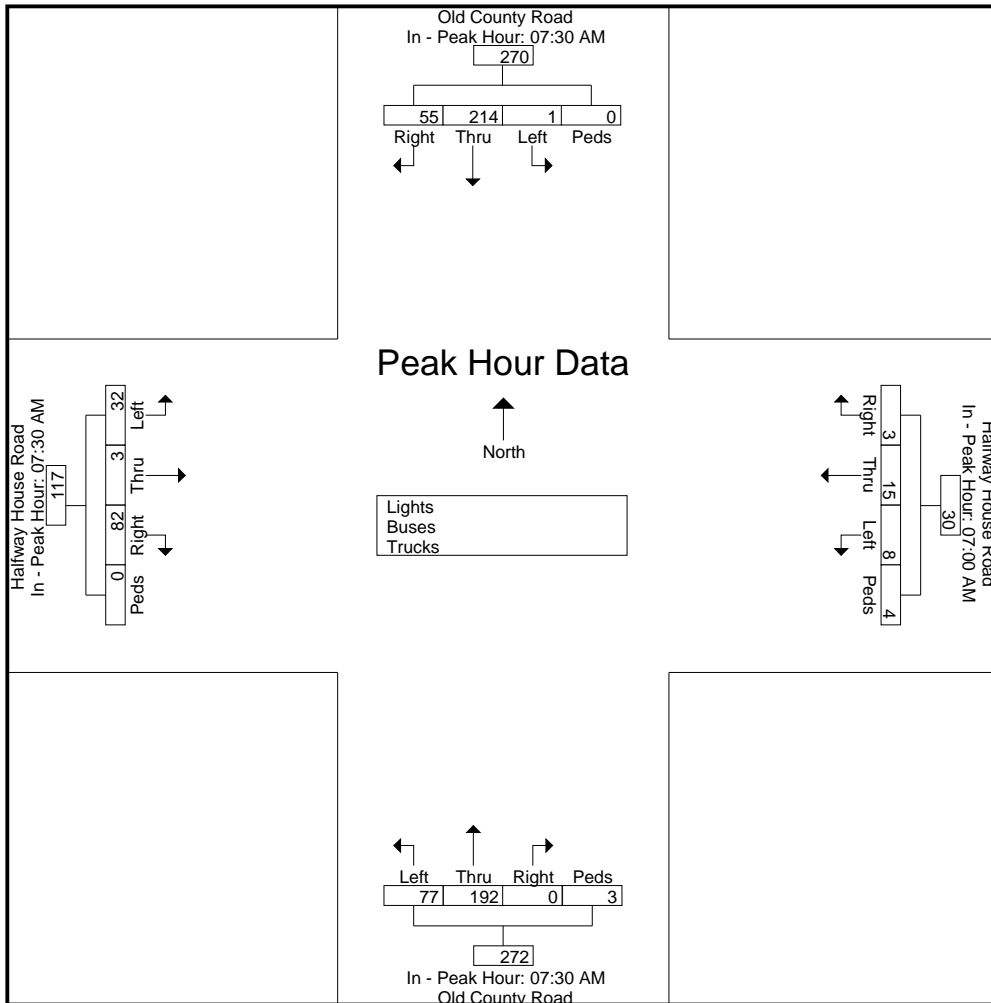 Old County Road
In - Peak Hour: 07:30 AM
270
55 214 1 0
Right Thru Left Peds
Peak Hour Data
North
Lights
Buses
Trucks
Halfway House Road
In - Peak Hour: 07:30 AM
117
32 3 82 0
Left Thru Right Peds
Halfway House Road
In - Peak Hour: 07:00 AM
30
3 15 8 4
Right Thru Left Peds
Left Thru Right Peds
77 192 0 3
272
In - Peak Hour: 07:30 AM
Old County Road